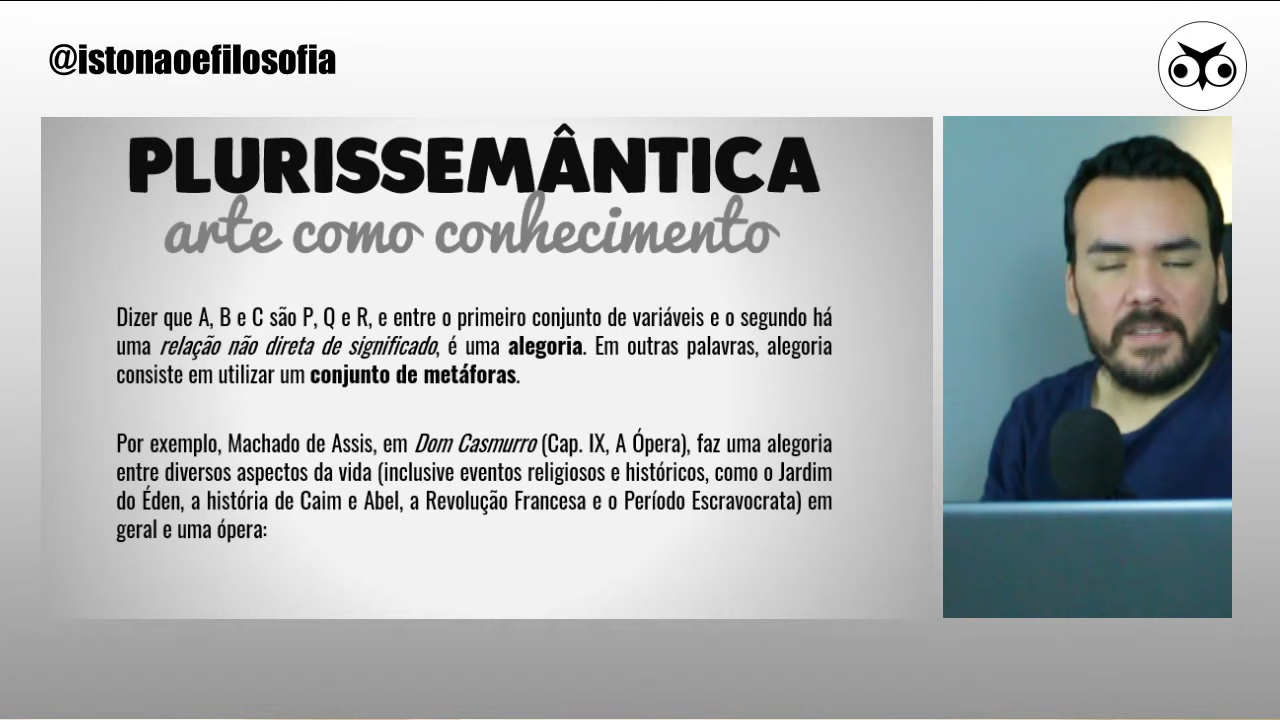 @istonaoefilosofia
PLURISSEMÂNTICA
arte como conhecimento
Dizer que A, B e C são P, Q e R, e entre o primeiro conjunto de variáveis e o segundo há
uma relação não direta de significado, é uma alegoria. Em outras palavras, alegoria
consiste em utilizar um conjunto de metáforas.
Por exemplo, Machado de Assis, em Dom Casmurro (Cap. IX, A Ópera), faz uma alegoria
entre diversos aspectos da vida (inclusive eventos religiosos e históricos, como o Jardim
do Éden, a história de Caim e Abel, a Revolução Francesa e o Período Escravocrata) em
geral e uma ópera: